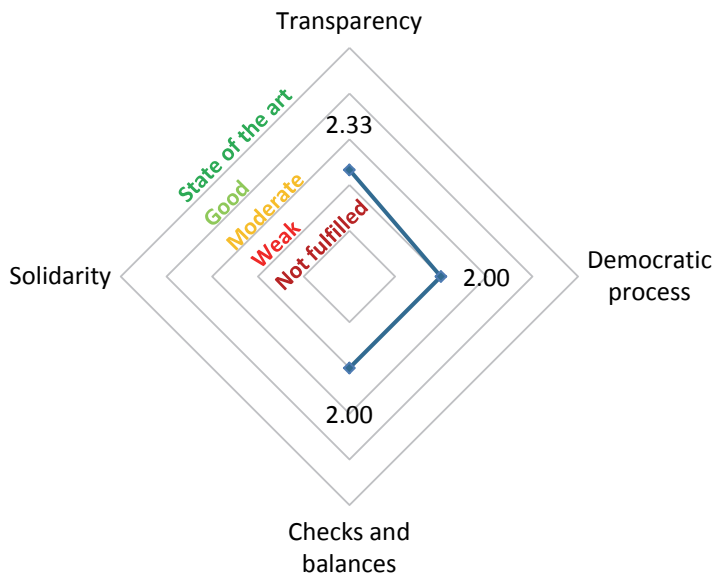 Transparency
State of the art
2.33
Good
Moderate
Weak
Not fulfilled
Solidarity
2.00
Democratic
process
2.00
Checks and
balances